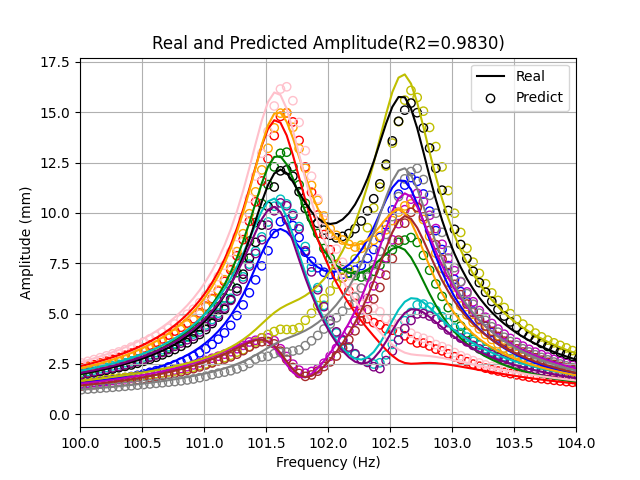 Real and Predicted Amplitude(R2=0.9830)
17.5
15.0
12.5
10.0
7.5
5.0
2.5
0.0
Amplitude (mm)
Real
Predict
100.0 100.5 101.0 101.5 102.0 102.5 103.0 103.5 104.0
Frequency (Hz)